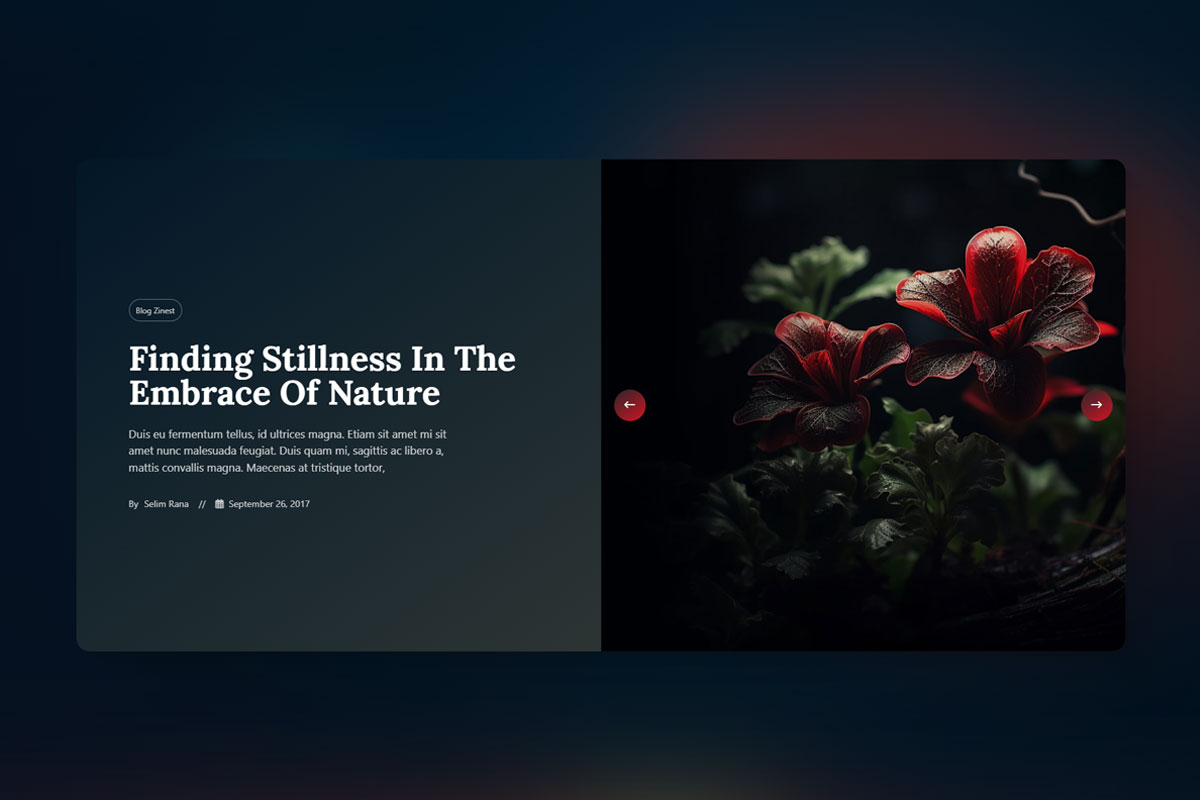 Blog Zinest
Finding Stillness In The
Embrace Of Nature
Duis eu fermentum tellus, id ultrices magna. Etiam sit amet mi sit
amet nunc malesuada feugiat. Duis quam mi, sagittis ac libero a,
mattis convallis magna. Maecenas at tristique tortor,
By Selim Rana // September 26, 2017